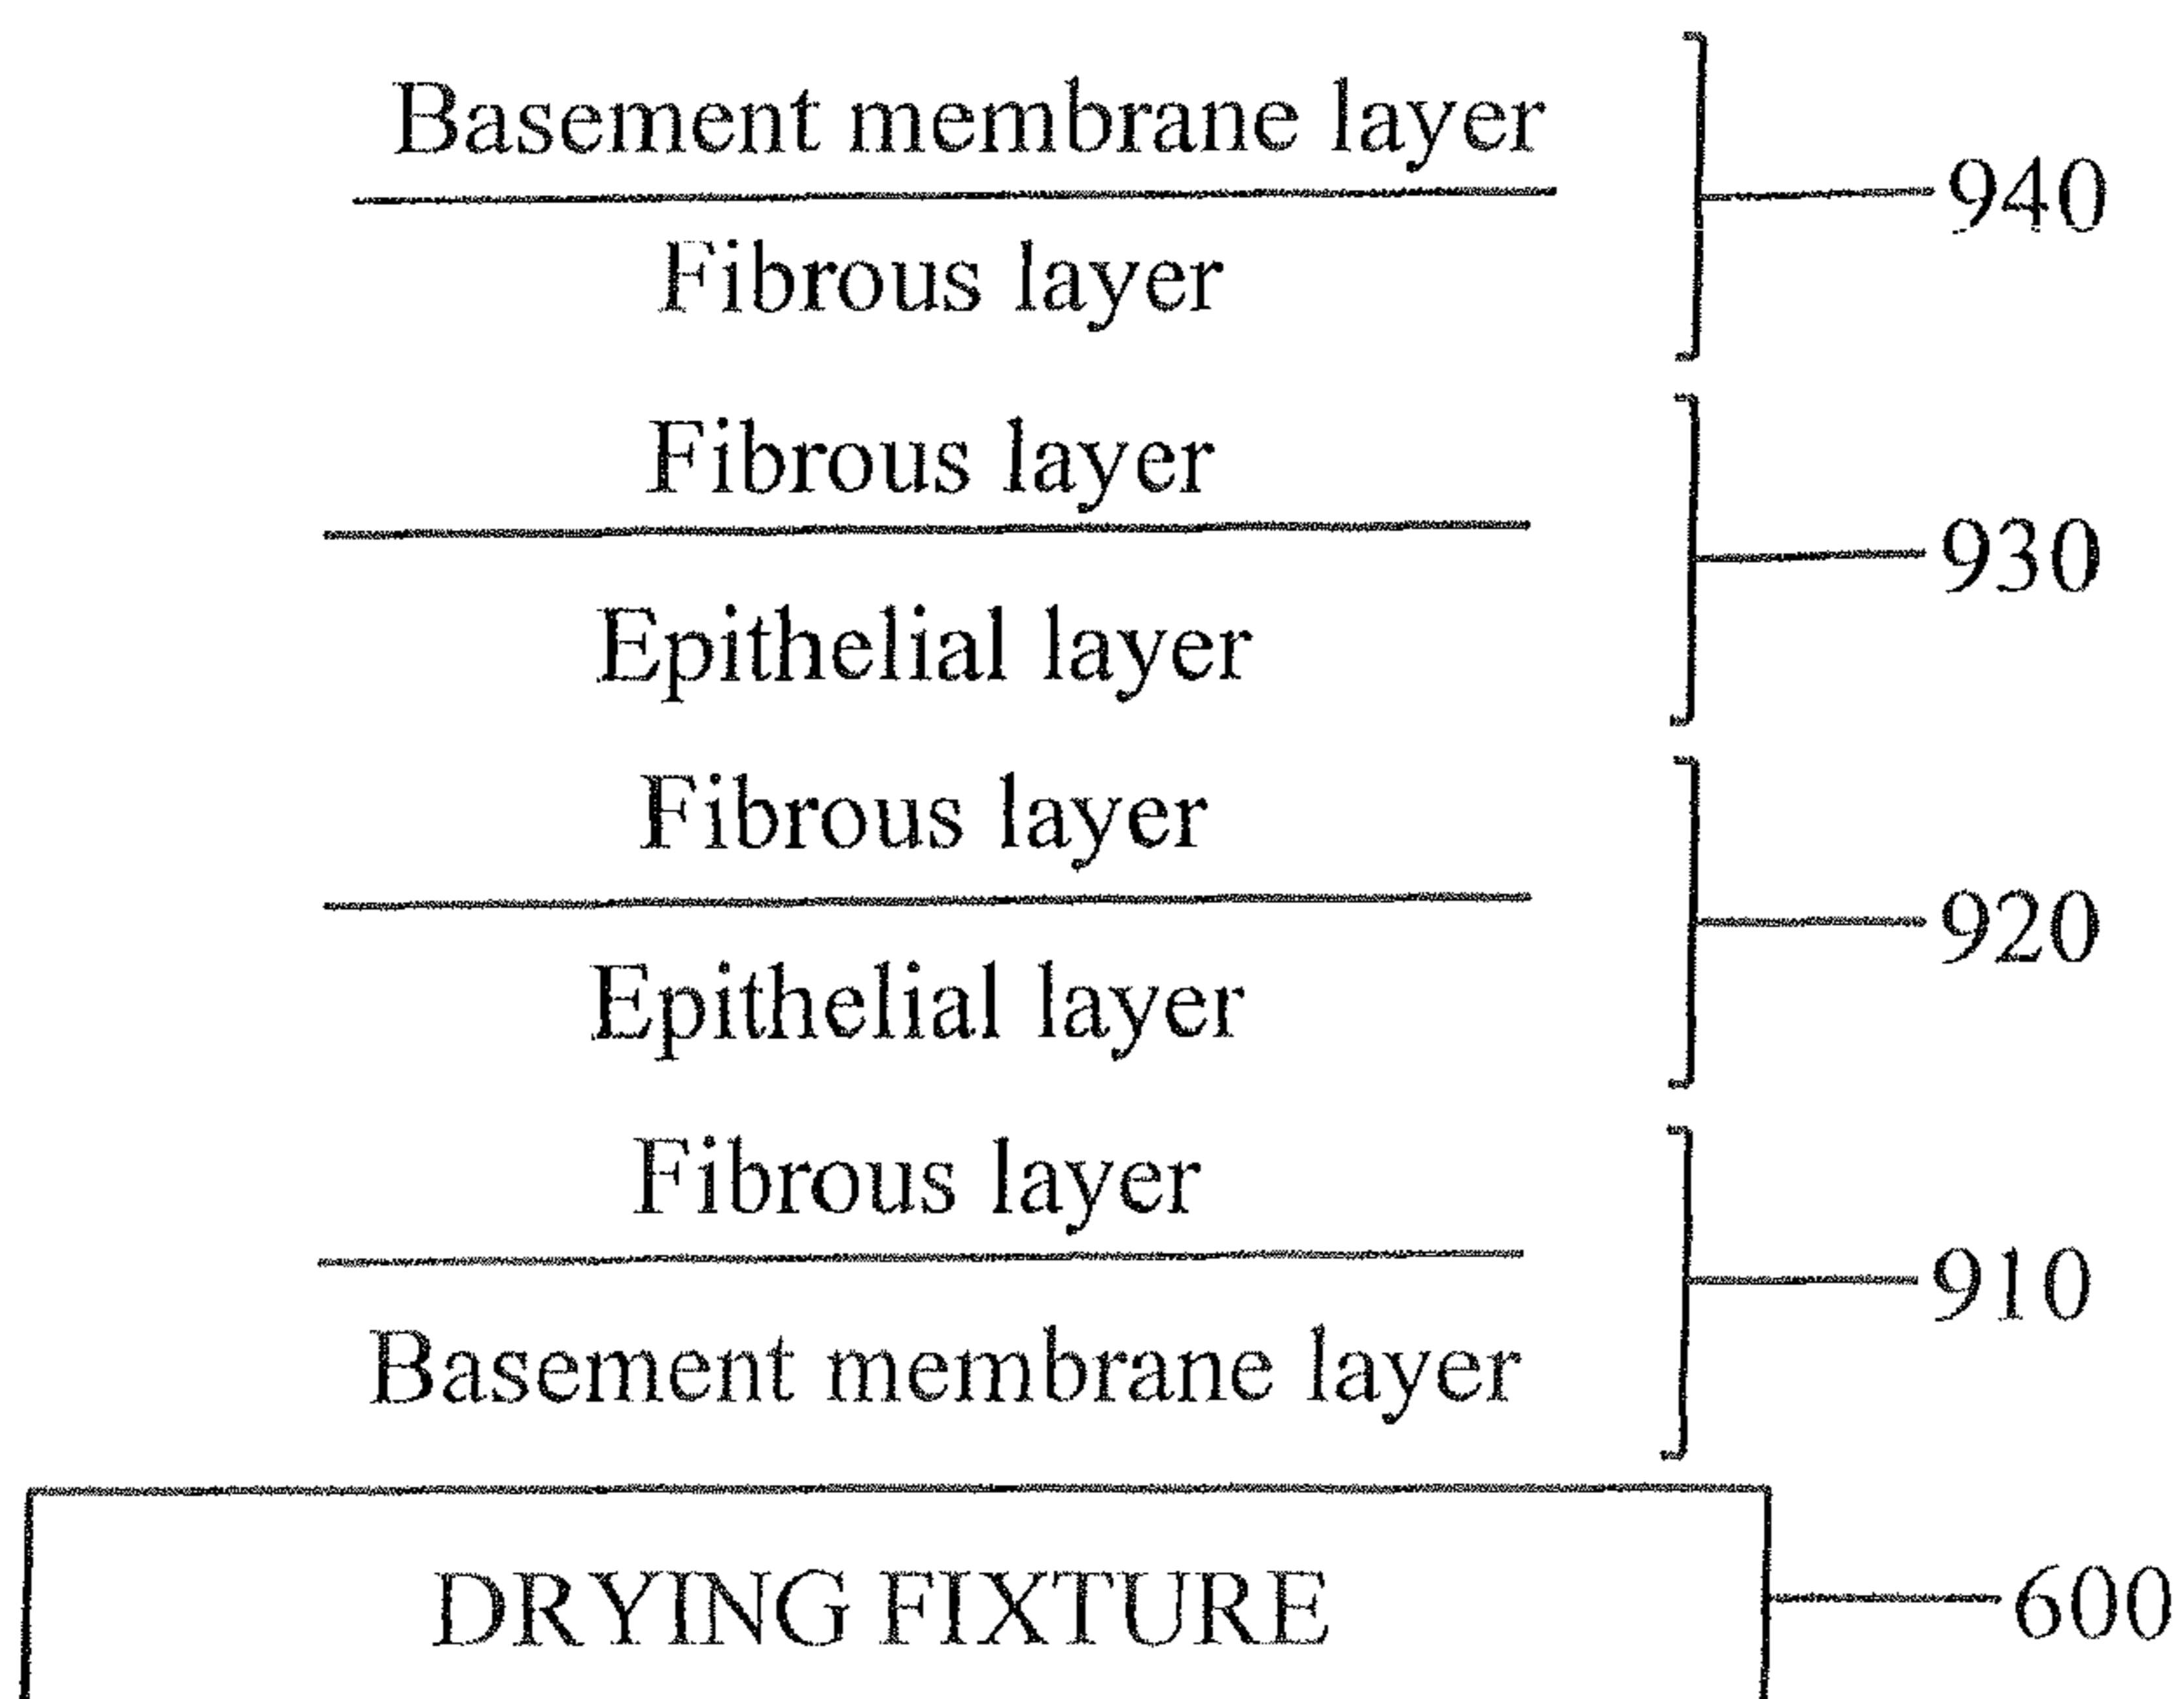 Basement membrane layer
940
Fibrous layer
Fibrous layer
930
Epithelial layer
Fibrous layer
920
Epithelial layer
Fibrous layer
910
Basement membrane layer
DRYING FIXTURE
600